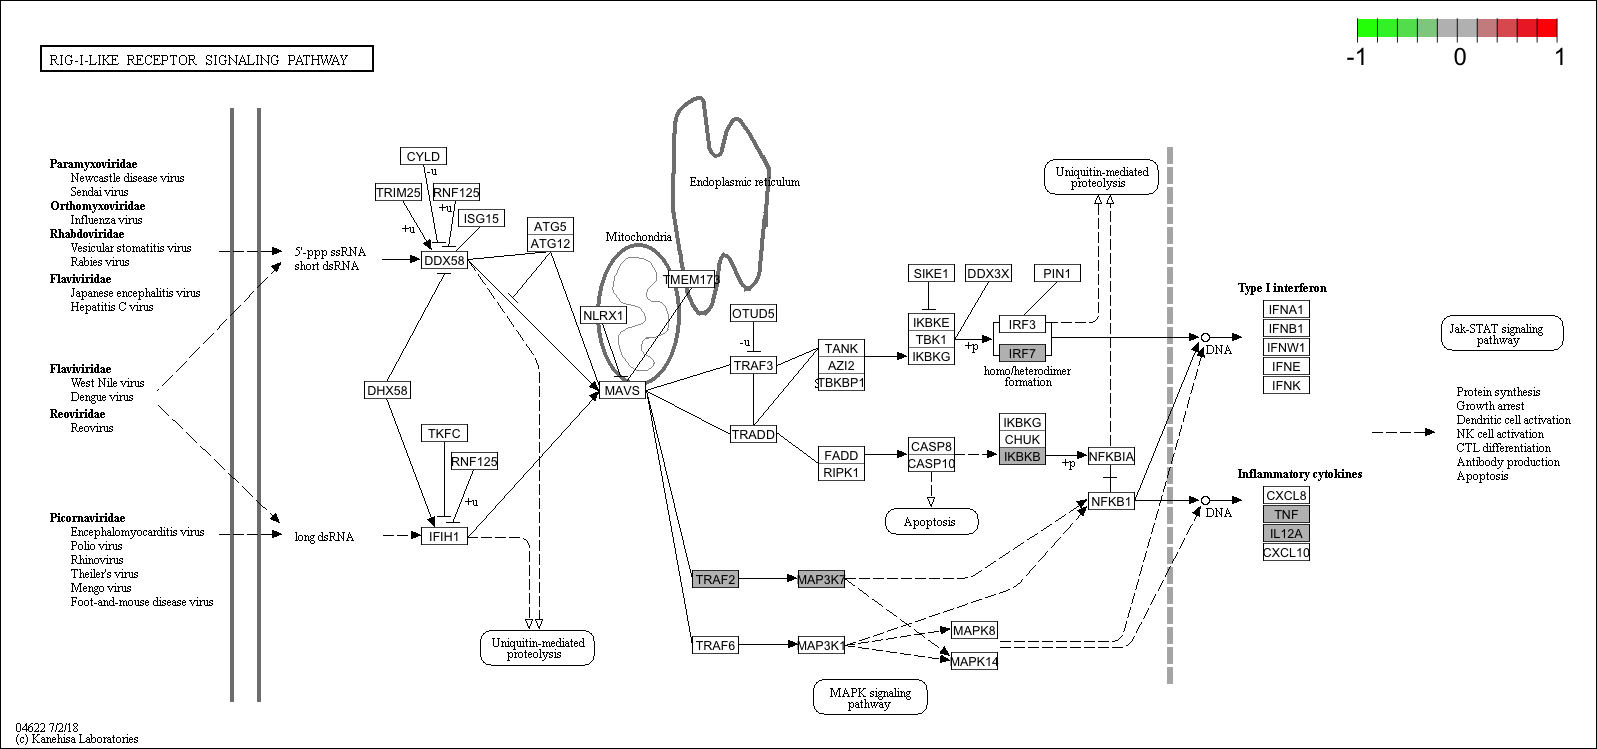 -1
0
1
RIG-I-LIKE RECEPTOR SIGNALING PATHWAY
Paramyxoviridae
Newcastle disease virus
Sendai virus
Orthomyxoviridae
Influenza virus
Rhabdoviridae
Vesicular stomatitis virus
Rabies virus
Flaviviridae
Japanese encephalitis virus
Hepatitis C virus
Flaviviridae
West Nile virus
Dengue virus
Reoviridae
Reovirus
Picornaviridae
Encephalomyocarditis virus
Polio virus
Rhinovirus
Theiler's virus
Mengo virus
Foot-and-mouse disease virus
5'-ppp ssRNA
short dsRNA
long dsRNA
CYLD
-u
TRIM25
RNF125
+u
+u
ISG15
DDX58
ATG5
ATG12
DHX58
TKFC
RNF125
+u
IFIH1
Uniquitin-mediated
proteolysis
Mitochondria
Endoplasmic reticulum
TMEM173
NLRX1
MAVS
OTUD5
-u
TRAF3
TRADD
TRAF2
TRAF6
TANK
AZI2
TBKBP1
FADD
RIPK1
MAP3K7
MAP3K1
MAPK signaling
pathway
SIKE1
DDX3X
PIN1
IKBKE
TBK1
IKBKG
+p
IRF3
IRF7
homo/heterodimer
formation
CASP8
CASP10
Apoptosis
IKBKG
CHUK
IKBKB
+p
NFKBIA
NFKB1
MAPK8
MAPK14
Uniquitin-mediated
proteolysis
DNA
DNA
Type I interferon
IFNA1
IFNB1
IFNW1
IFNE
IFNK
Inflammatory cytokines
CXCL8
TNF
IL12A
CXCL10
Jak-STAT signaling
pathway
Protein synthesis
Growth arrest
Dendritic cell activation
NK cell activation
CTL differentiation
Antibody production
Apoptosis
04622 7/2/18
(c) Kanehisa Laboratories